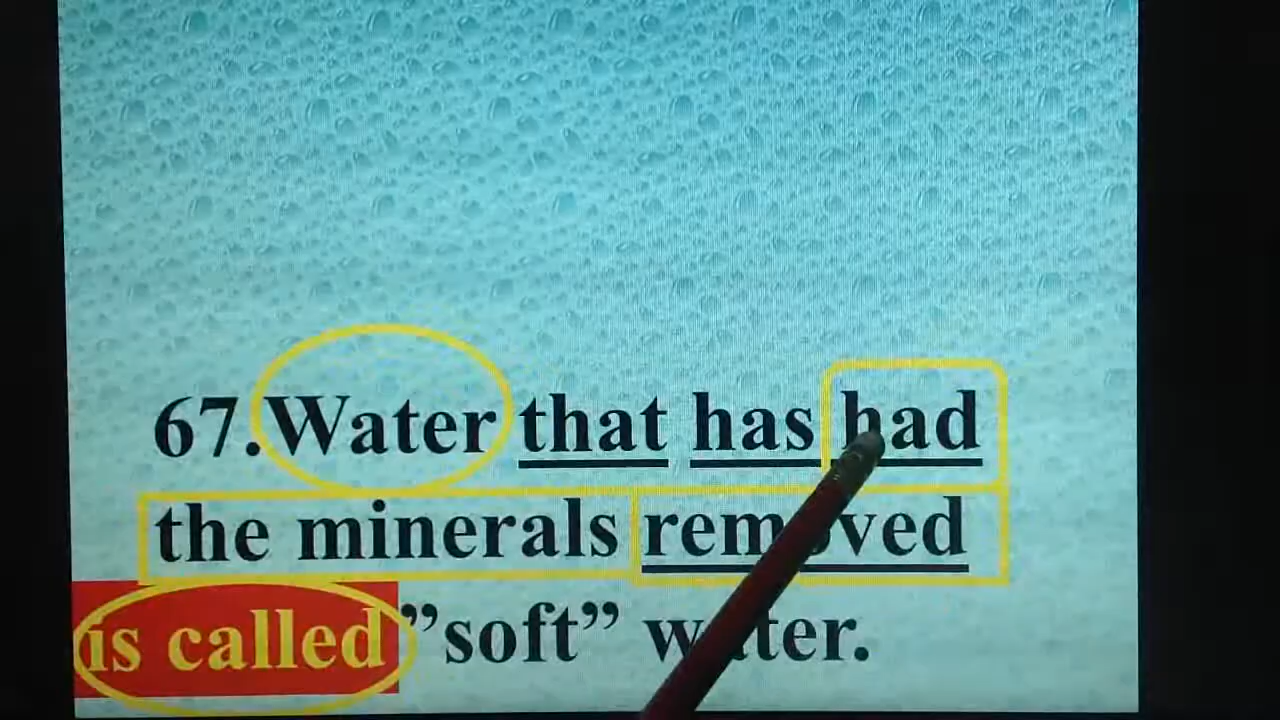 67.Water that has had
the minerals removed
is called ”soft” water.